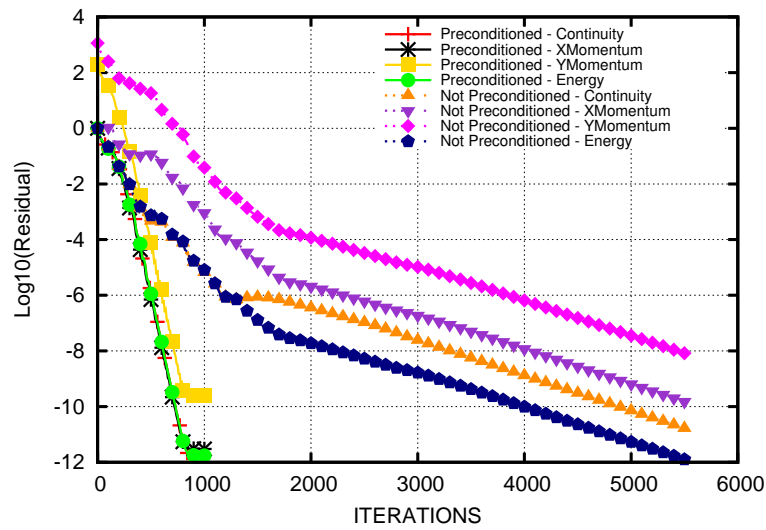 4
2
0
-2
-4
-6
-8
-10
-12
Log10(Residual)
Preconditioned - Continuity
Preconditioned - XMomentum
Preconditioned - YMomentum
Preconditioned - Energy
Not Preconditioned - Continuity
Not Preconditioned - XMomentum
Not Preconditioned - YMomentum
Not Preconditioned - Energy
0 1000 2000 3000 4000 5000 6000
ITERATIONS